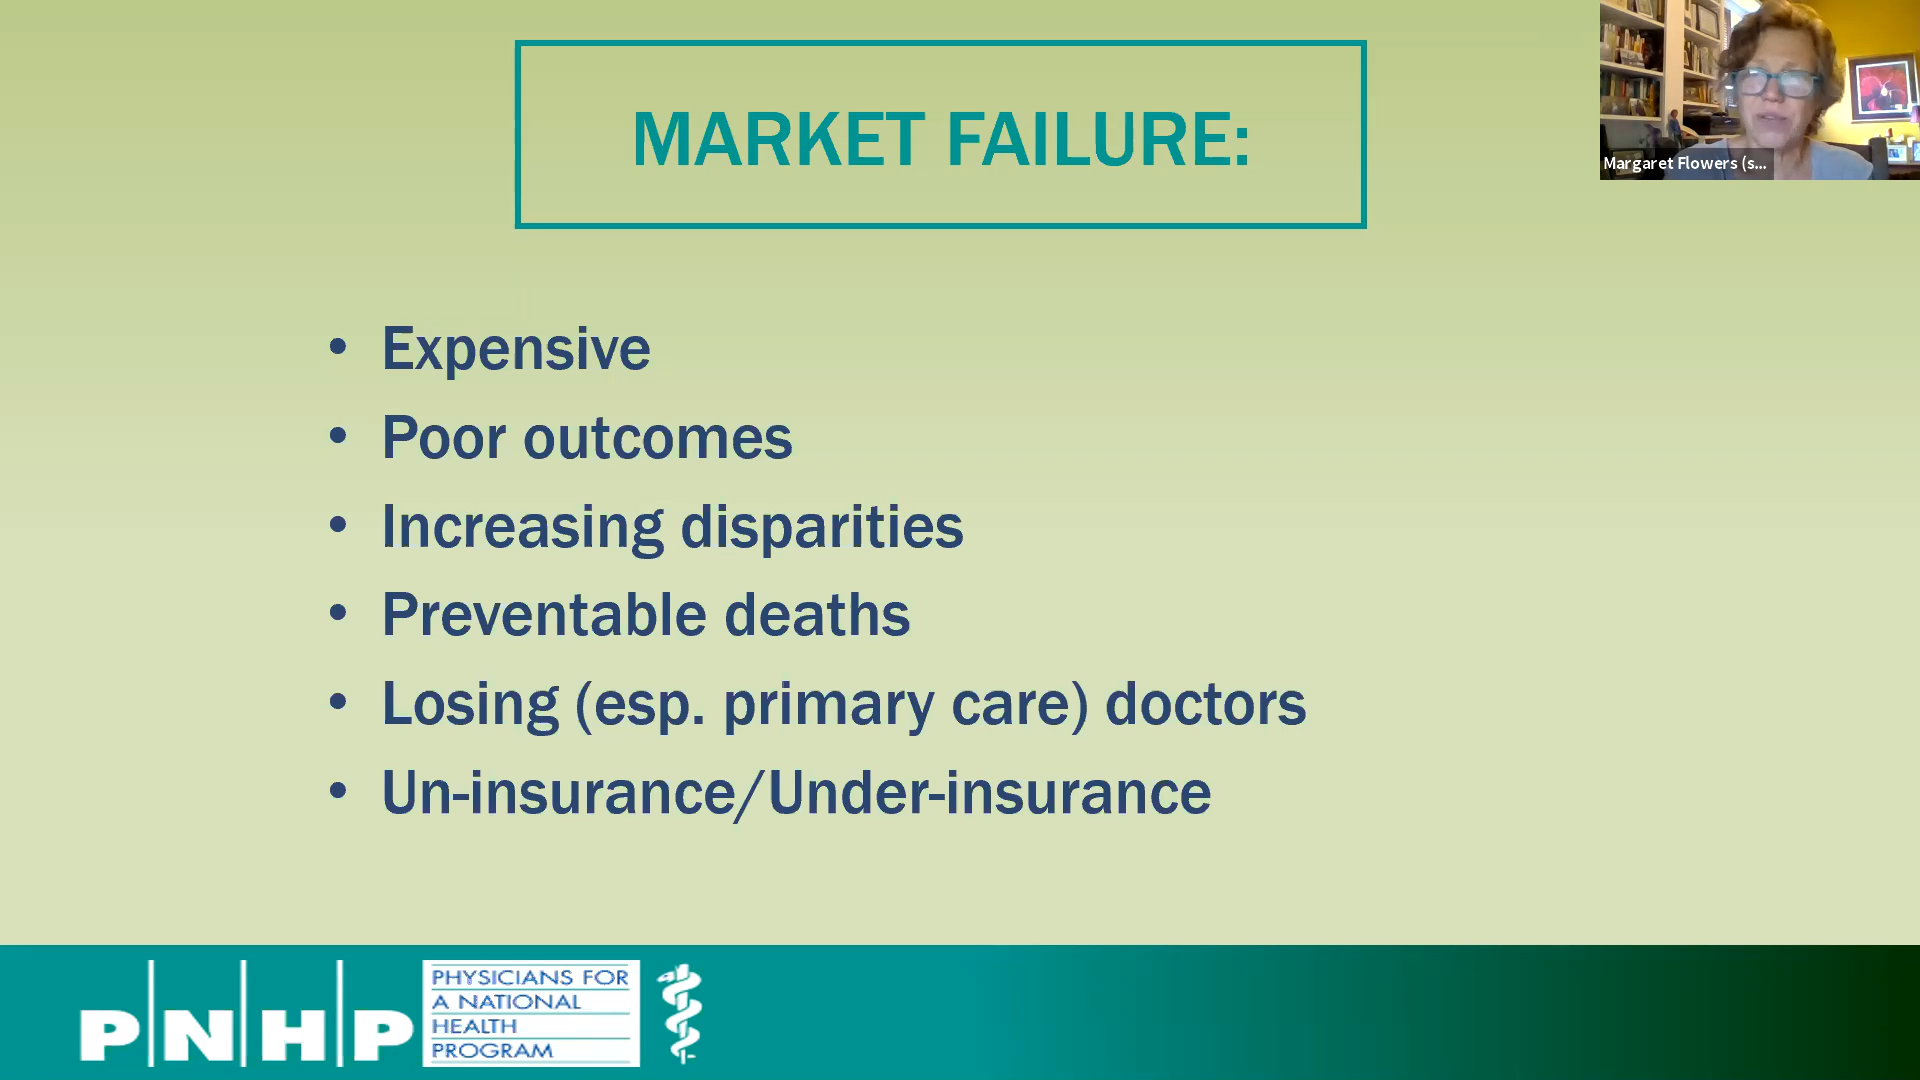 MARKET FAILURE:
Margaret Flowers (s...
• Expensive
• Poor outcomes
• Increasing disparities
• Preventable deaths
• Losing (esp. primary care) doctors
• Un-insurance/Under-insurance
PNHP
PHYSICIANS FOR
A NATIONAL
HEALTH
PROGRAM